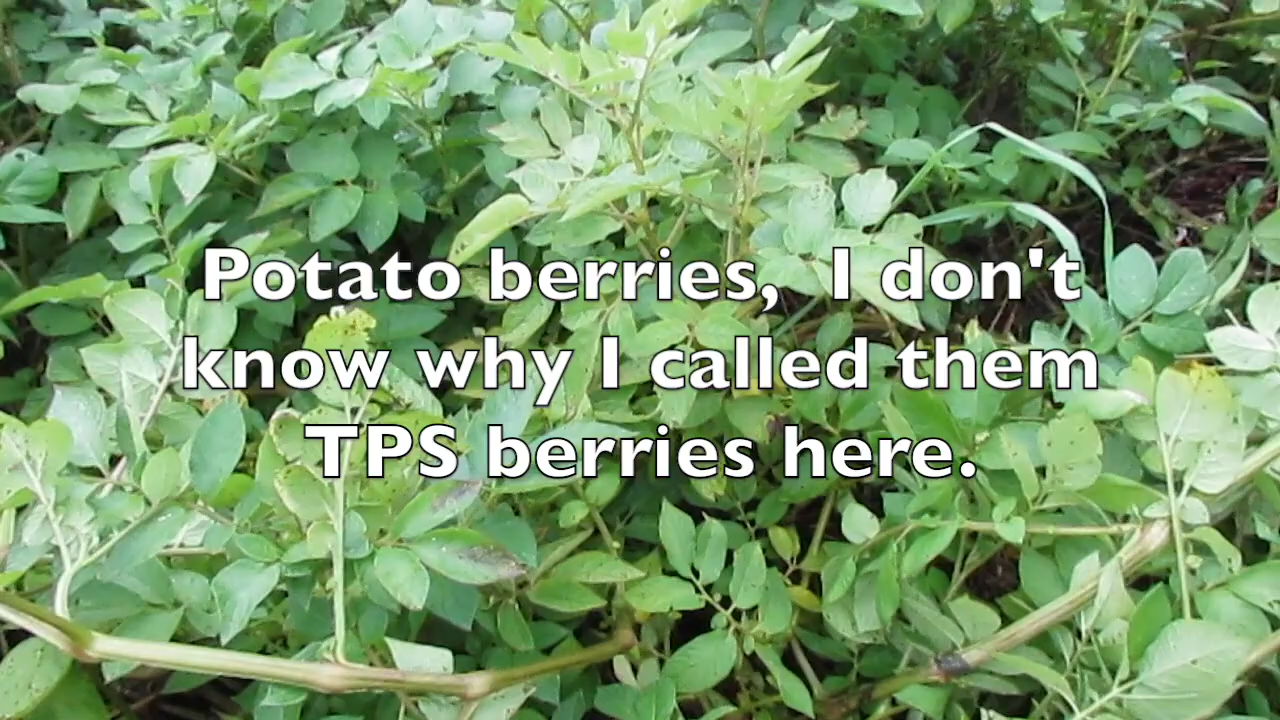 Potato berries,  I don't
know why I called them
TPS berries here.